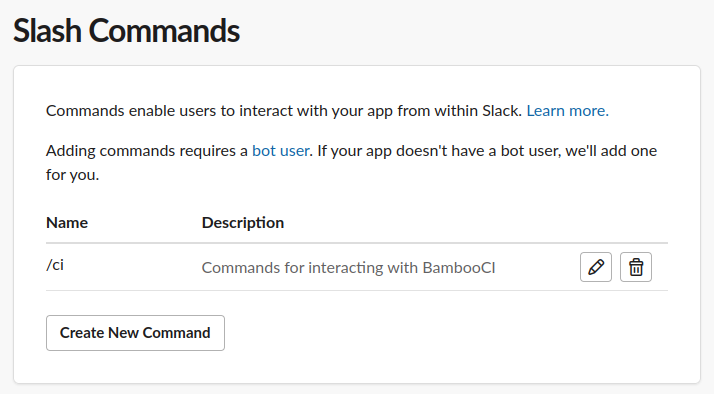 Slash Commands
Commands enable users to interact with your app from within Slack. Learn more.
Adding commands requires a bot user. If your app doesn't have a bot user, we'll add one
for you.
Name Description
/ci Commands for interacting with BambooCI
Create New Command